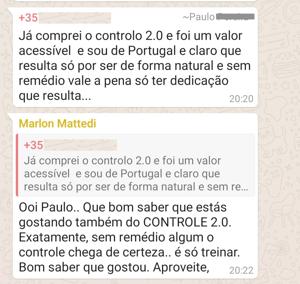 +35
~Paulo
Já comprei o controlo 2.0 e foi um valor
acessível e sou de Portugal e claro que
resulta só por ser de forma natural e sem
remédio vale a pena só ter dedicação
que resulta...
20:20
Marlon Mattedi
+35
Já comprei o controlo 2.0 e foi um valor
acessível e sou de Portugal e claro que
resulta só por ser de forma natural e sem re...
Ooi Paulo.. Que bom saber que estás
gostando também do CONTROLE 2.0.
Exatamente, sem remédio algum o
controle chega de certeza.. é só treinar.
Bom saber que gostou. Aproveite,
20:22